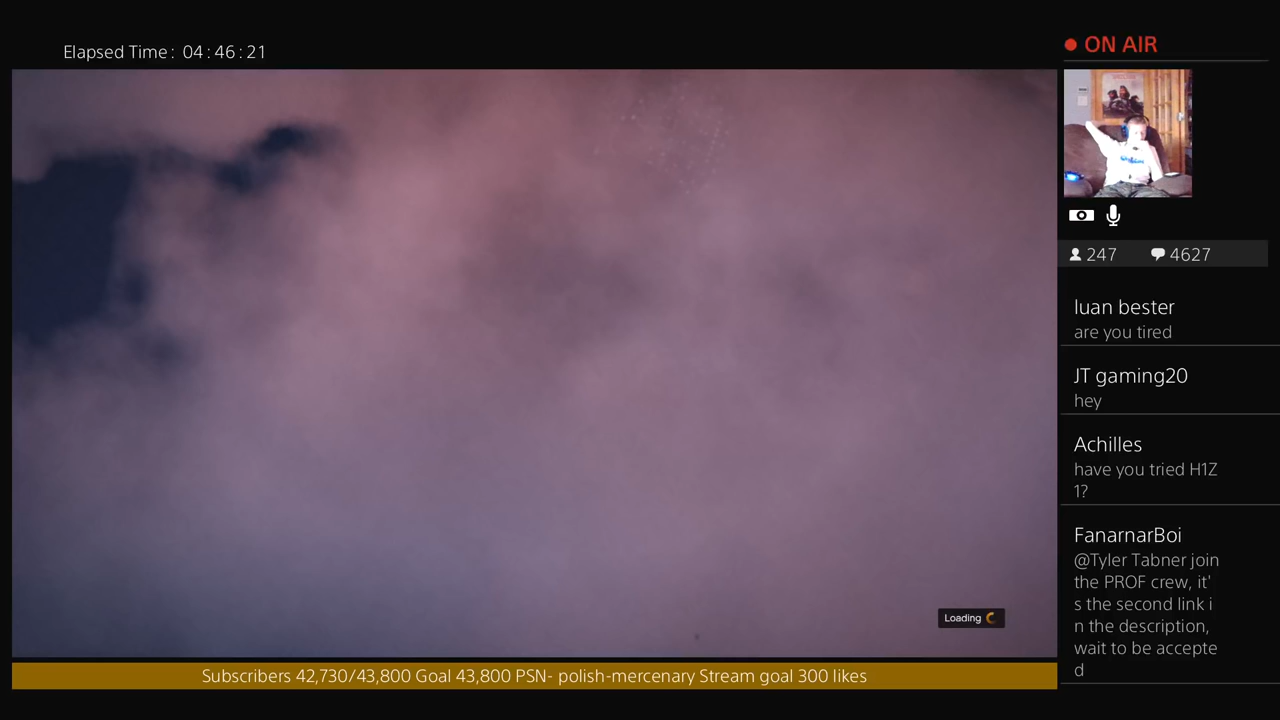 Elapsed Time: 04:46:21
ON AIR
247 4627
luan bester
are you tired
JT gaming20
hey
Achilles
have you tried H1Z
1?
FanarnarBoi
@Tyler Tabner join
the PROF crew, it'
s the second link i
n the description,
wait to be accepte
d
Loading
Subscribers 42,730/43,800 Goal 43,800 PSN- polish-mercenary Stream goal 300 likes